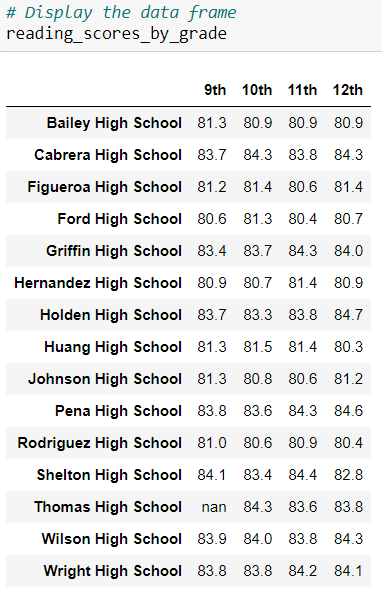 # Display the data frame
reading_scores_by_grade
9th 10th 11th 12th
Bailey High School 81.3 80.9 80.9 80.9
Cabrera High School 83.7 84.3 83.8 84.3
Figueroa High School 81.2 81.4 80.6 81.4
Ford High School 80.6 81.3 80.4 80.7
Griffin High School 83.4 83.7 84.3 84.0
Hernandez High School 80.9 80.7 81.4 80.9
Holden High School 83.7 83.3 83.8 84.7
Huang High School 81.3 81.5 81.4 80.3
Johnson High School 81.3 80.8 80.6 81.2
Pena High School 83.8 83.6 84.3 84.6
Rodriguez High School 81.0 80.6 80.9 80.4
Shelton High School 84.1 83.4 84.4 82.8
Thomas High School nan 84.3 83.6 83.8
Wilson High School 83.9 84.0 83.8 84.3
Wright High School 83.8 83.8 84.2 84.1